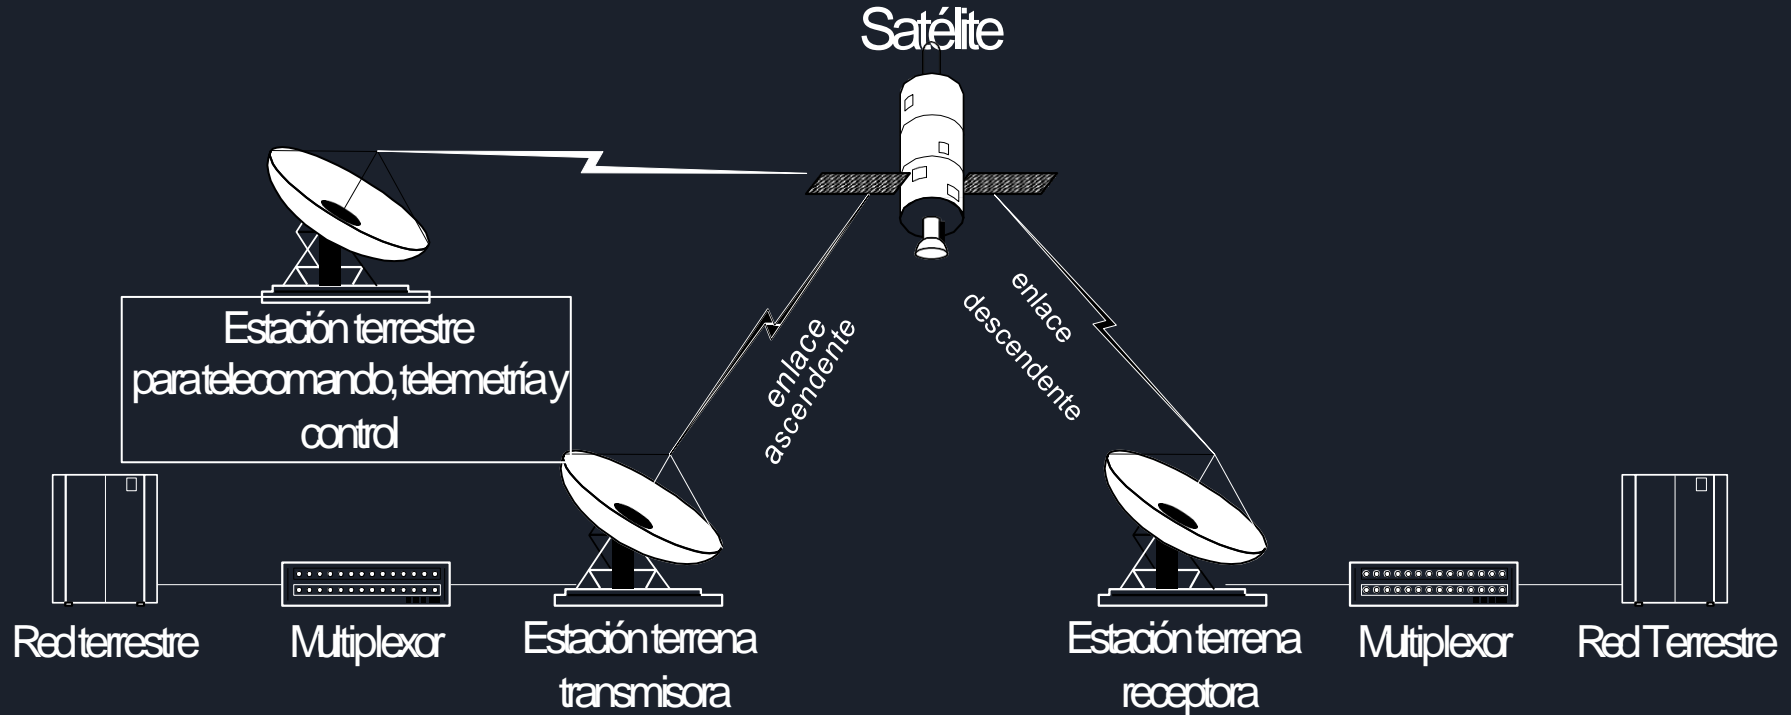 Satélite
Estación terrestre
para telecomando, telemetría y
control
enlace
ascendente
enlace
descendente
Red terrestre
Multiplexor
Estación terrena
transmisora
Estación terrena
receptora
Multiplexor
Red Terrestre